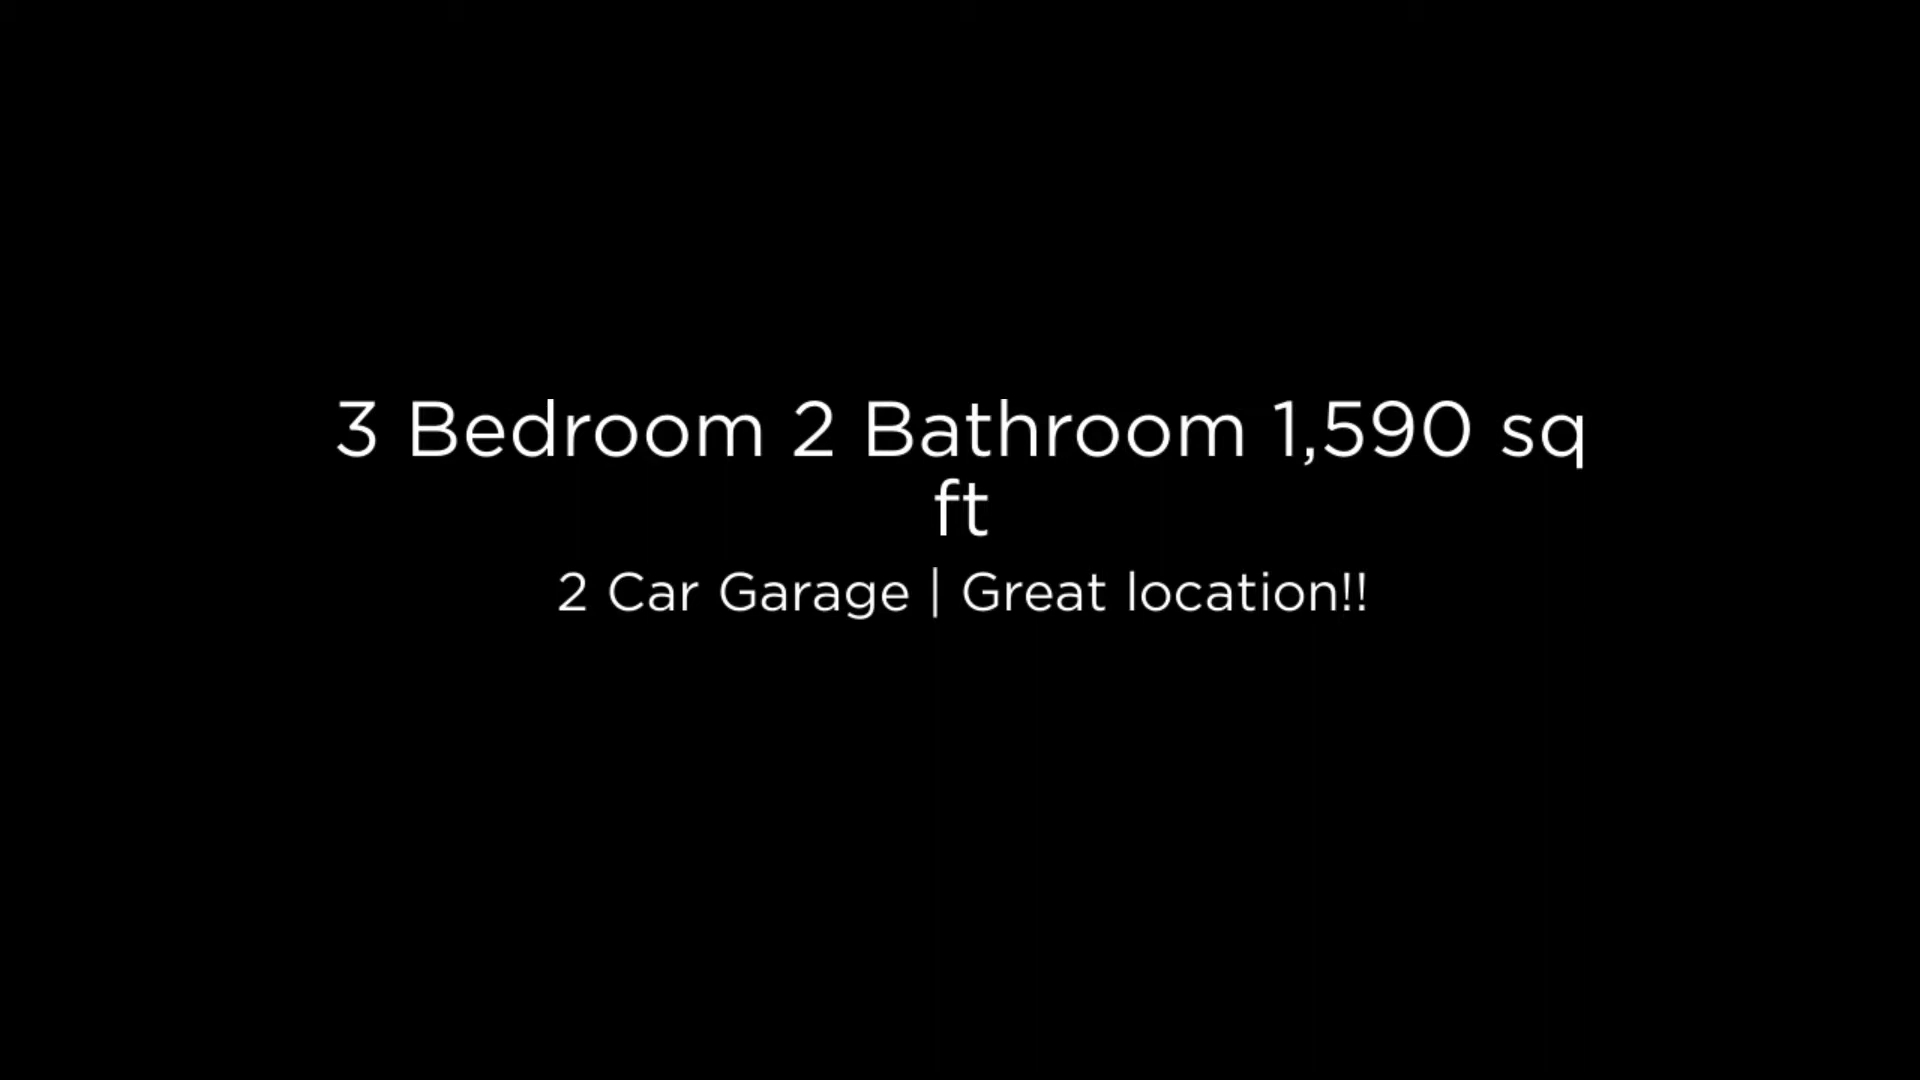 3 Bedroom 2 Bathroom 1,590 sq
ft
2 Car Garage | Great location!!